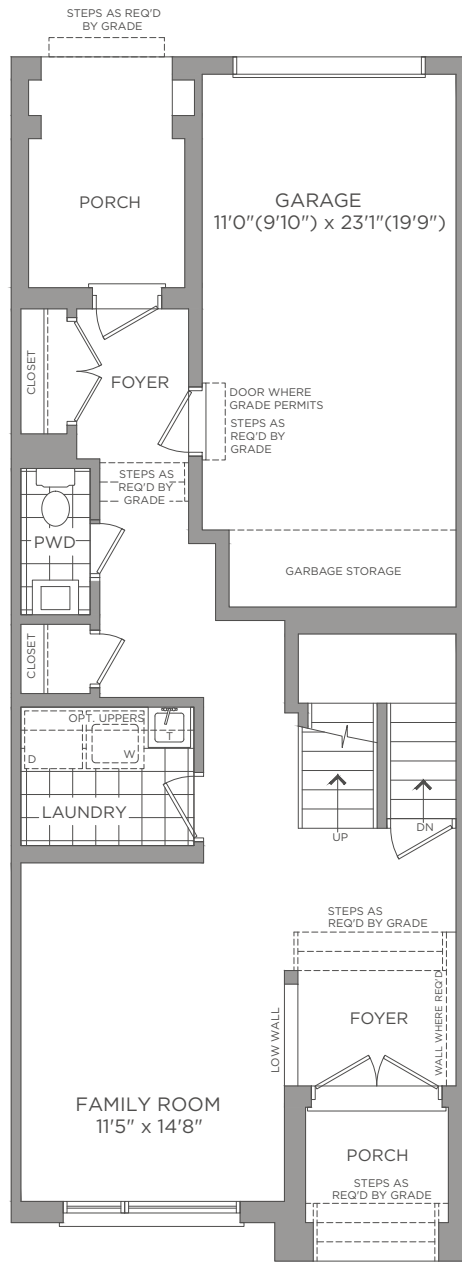 STEPS AS REQ'D
BY GRADE
PORCH
GARAGE
11'0"(9'10") x 23'1"(19'9")
CLOSET
FOYER
DOOR WHERE
GRADE PERMITS
STEPS AS
REQ'D BY
GRADE
STEPS AS
REQ'D BY
GRADE
PWD
GARBAGE STORAGE
CLOSET
OPT. UPPERS
D
W
T
LAUNDRY
UP
DN
STEPS AS
REQ'D BY GRADE
LOW WALL
FOYER
WALL WHERE REQ'D
FAMILY ROOM
11'5" x 14'8"
PORCH
STEPS AS
REQ'D BY GRADE